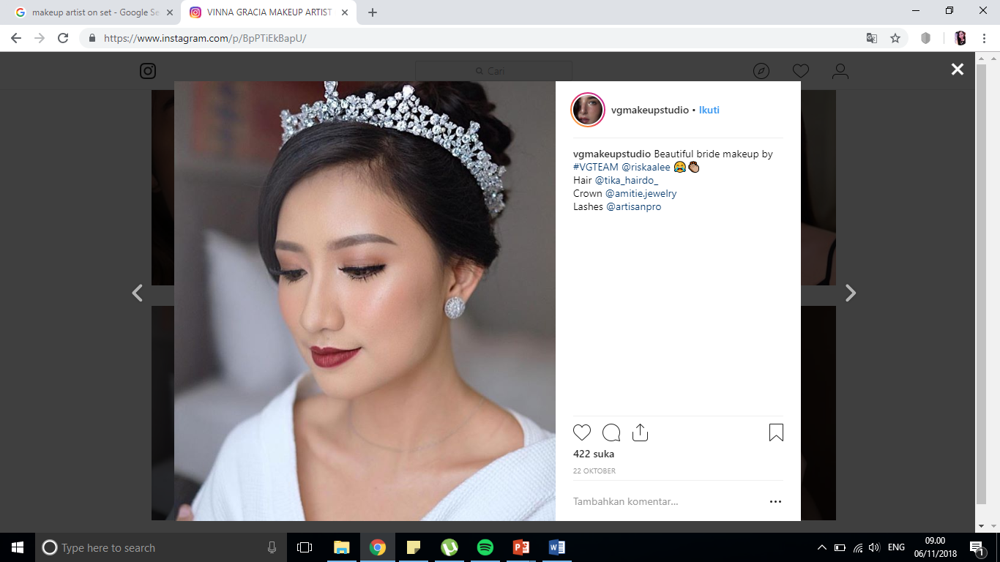 makeup artist on set - Google Se
VINNA GRACIA MAKEUP ARTIST
https://www.instagram.com/p/BpPTiEkBapU/
Cari
vgmakeupstudio • Ikuti
vgmakeupstudio Beautiful bride makeup by
#VGTEAM @riskaalee 😭👏🏽
Hair @tika_hairdo_
Crown @amitie.jewelry
Lashes @artisanpro
422 suka
22 OKTOBER
Tambahkan komentar...
Type here to search
ENG
09.00
06/11/2018
1